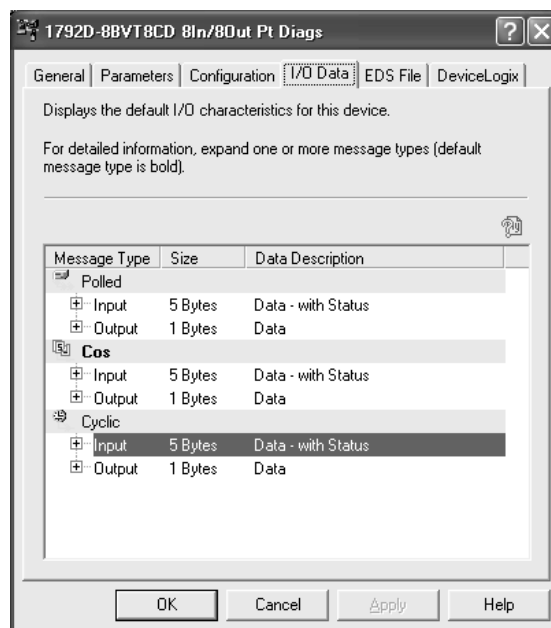 1792D-8BVT8CD 8In/8Out Pt Diags
General Parameters Configuration I/O Data EDS File DeviceLogix
Displays the default I/O characteristics for this device.
For detailed information, expand one or more message types (default
message type is bold).
Message Type Size Data Description
Polled
Input 5 Bytes Data - with Status
Output 1 Bytes Data
Cos
Input 5 Bytes Data - with Status
Output 1 Bytes Data
Cyclic
Input 5 Bytes Data - with Status
Output 1 Bytes Data
OK Cancel Apply Help